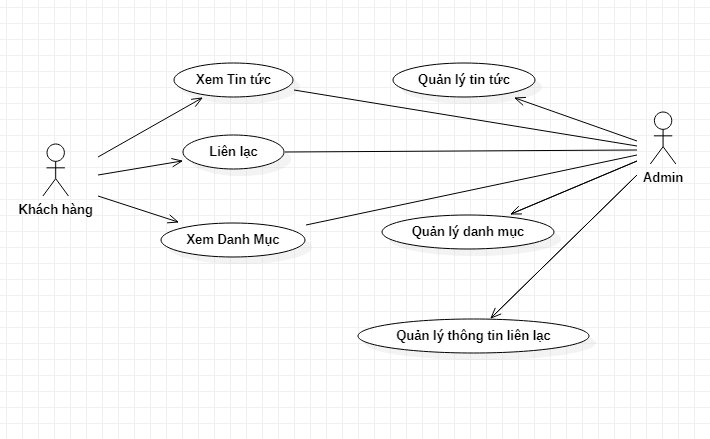 Xem Tin tức
Quản lý tin tức
Liên lạc
Khách hàng
Admin
Xem Danh Mục
Quản lý danh mục
Quản lý thông tin liên lạc